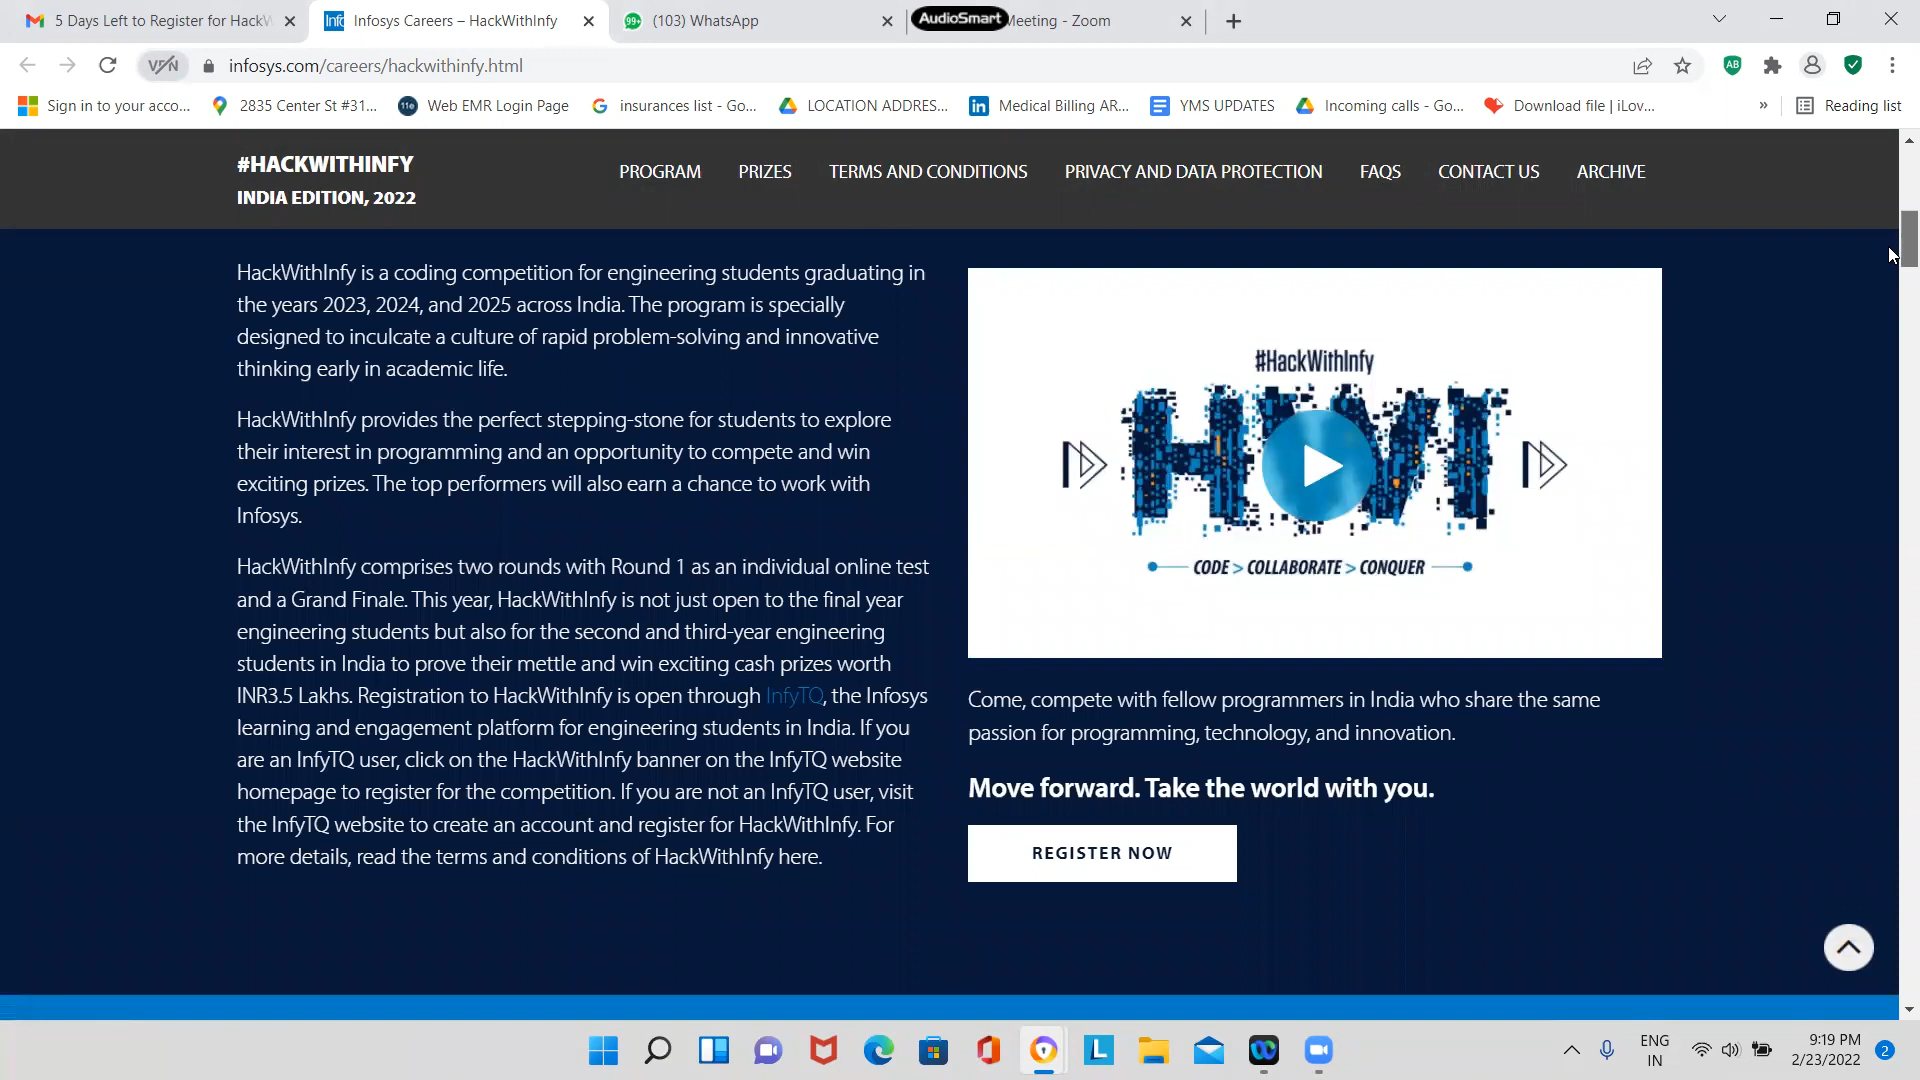 5 Days Left to Register for HackW
Infosys Careers – HackWithInfy
(103) WhatsApp
AudioSmart
Meeting - Zoom
VPN
infosys.com/careers/hackwithinfy.html
Sign in to your acco...
2835 Center St #31...
Web EMR Login Page
insurances list - Go...
LOCATION ADDRES...
Medical Billing AR...
YMS UPDATES
Incoming calls - Go...
Download file | iLov...
»
Reading list
#HACKWITHINFY
INDIA EDITION, 2022
PROGRAM
PRIZES
TERMS AND CONDITIONS
PRIVACY AND DATA PROTECTION
FAQS
CONTACT US
ARCHIVE
HackWithInfy is a coding competition for engineering students graduating in
the years 2023, 2024, and 2025 across India. The program is specially
designed to inculcate a culture of rapid problem-solving and innovative
thinking early in academic life.
HackWithInfy provides the perfect stepping-stone for students to explore
their interest in programming and an opportunity to compete and win
exciting prizes. The top performers will also earn a chance to work with
Infosys.
HackWithInfy comprises two rounds with Round 1 as an individual online test
and a Grand Finale. This year, HackWithInfy is not just open to the final year
engineering students but also for the second and third-year engineering
students in India to prove their mettle and win exciting cash prizes worth
INR3.5 Lakhs. Registration to HackWithInfy is open through InfyTQ, the Infosys
learning and engagement platform for engineering students in India. If you
are an InfyTQ user, click on the HackWithInfy banner on the InfyTQ website
homepage to register for the competition. If you are not an InfyTQ user, visit
the InfyTQ website to create an account and register for HackWithInfy. For
more details, read the terms and conditions of HackWithInfy here.
#HackWithInfy
HWI
CODE > COLLABORATE > CONQUER
Come, compete with fellow programmers in India who share the same
passion for programming, technology, and innovation.
Move forward. Take the world with you.
REGISTER NOW
ENG
IN
9:19 PM
2/23/2022
2